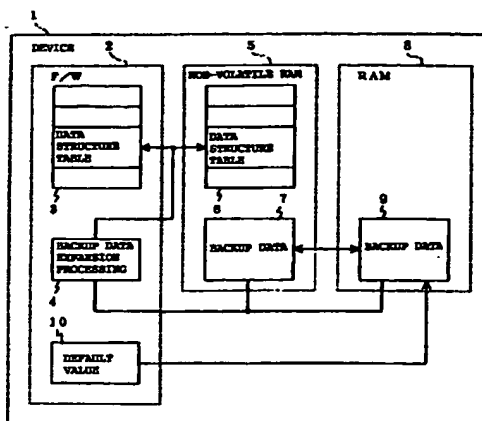 1
DEVICE
2
F/W
DATA
STRUCTURE
TABLE
3
BACKUP DATA
EXPANSION
PROCESSING
4
10
DEFAULT
VALUE
5
NON-VOLATILE RAM
DATA
STRUCTURE
TABLE
6
7
BACKUP DATA
8
RAM
9
BACKUP DATA